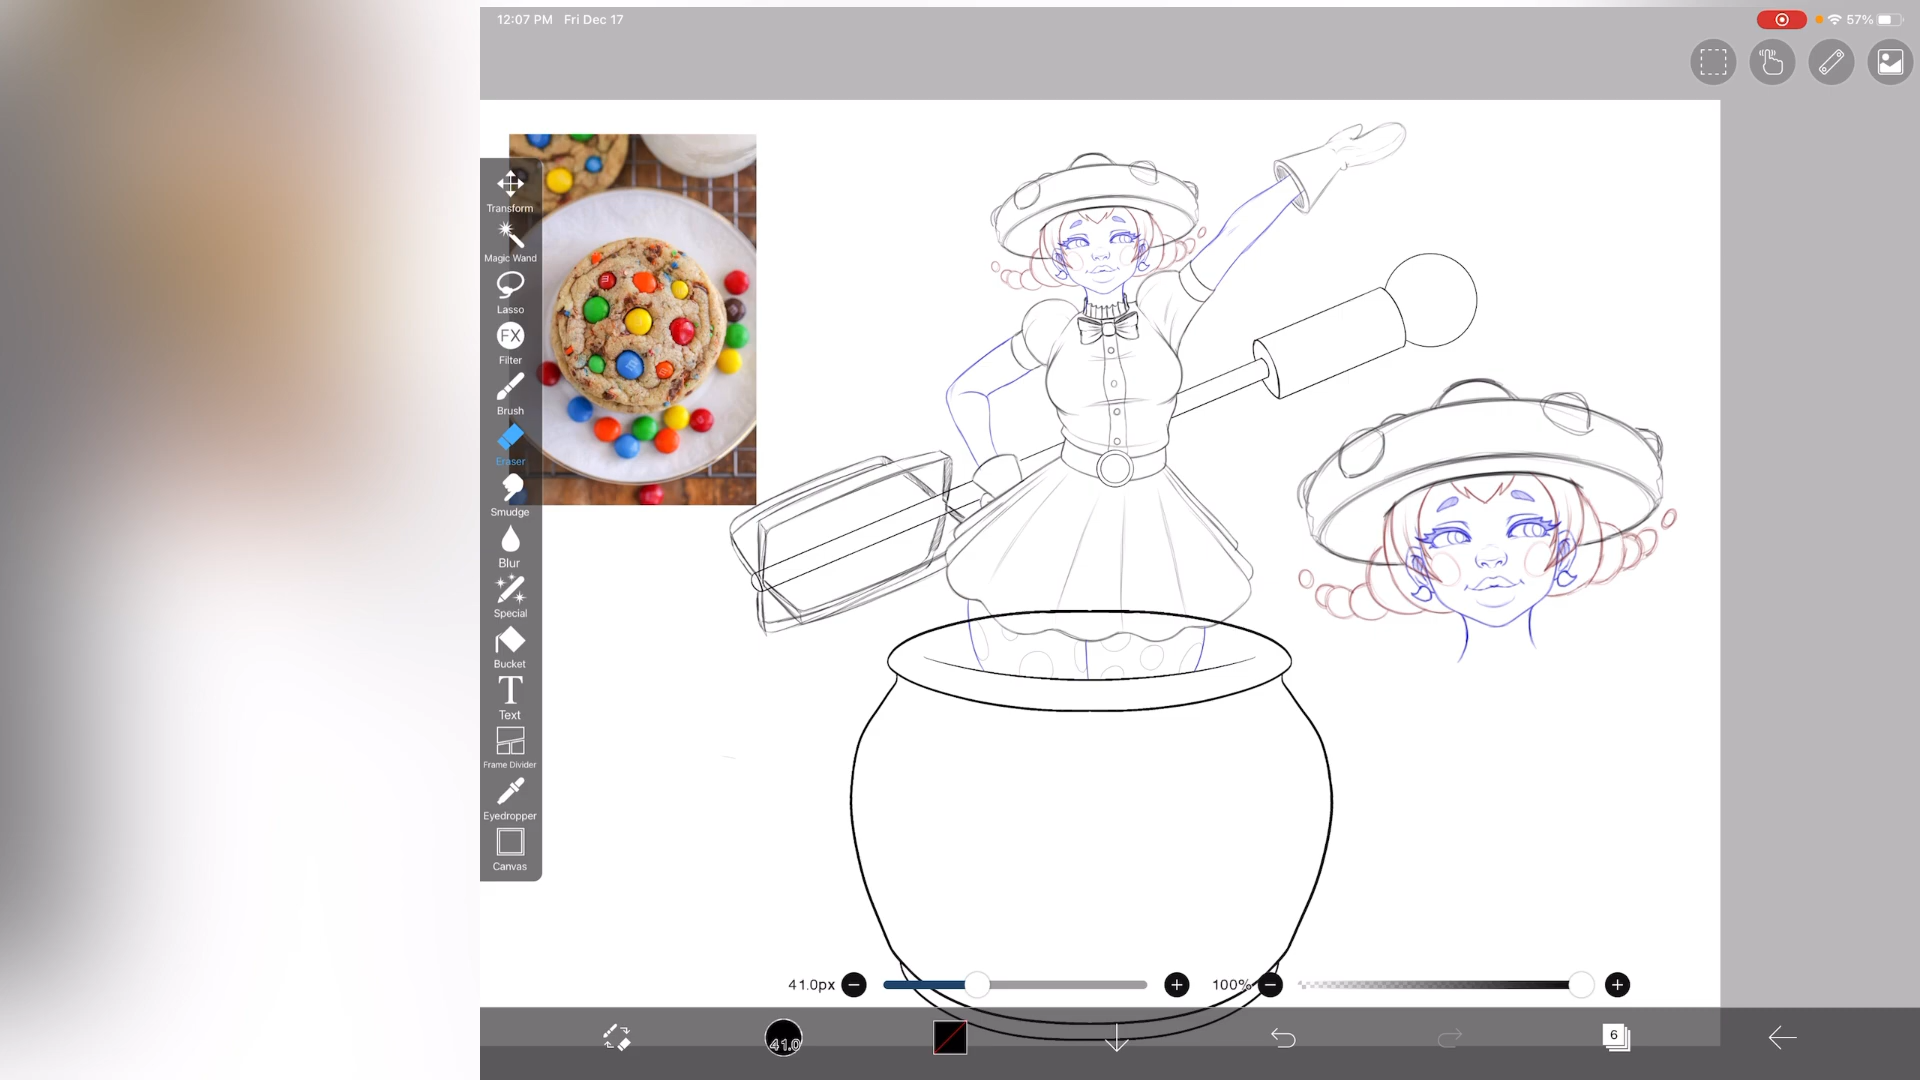 12:07 PM Fri Dec 17
57%
Transform
Magic Wand
Lasso
FX
Filter
Brush
Eraser
Smudge
Blur
Special
Bucket
T
Text
Frame Divider
Eyedropper
Canvas
41.0px
100%
41.0
6